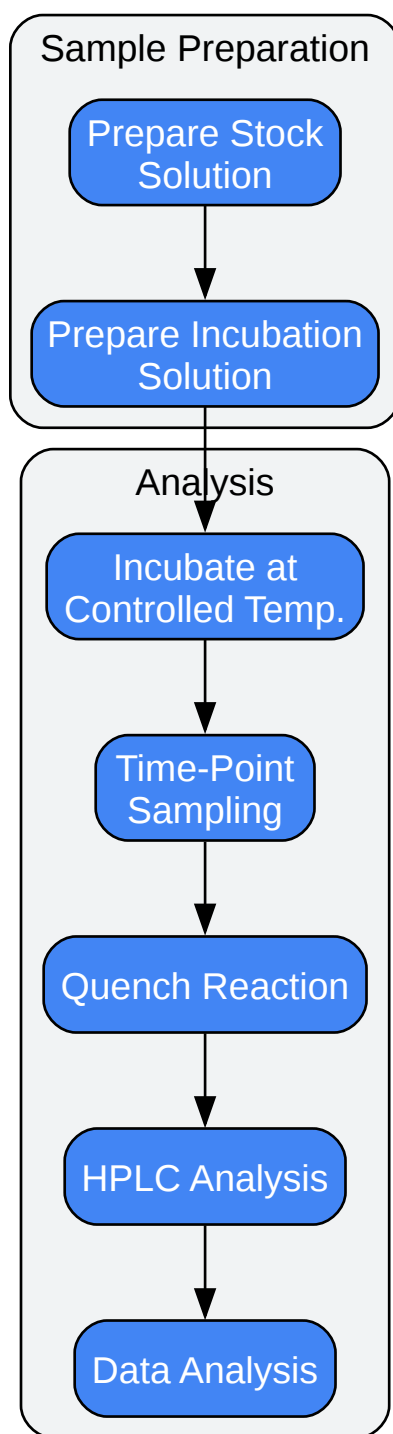 Sample Preparation
Prepare Stock
Solution
Prepare Incubation
Solution
Analysis
Incubate at
Controlled Temp.
Time-Point
Sampling
Quench Reaction
HPLC Analysis
Data Analysis